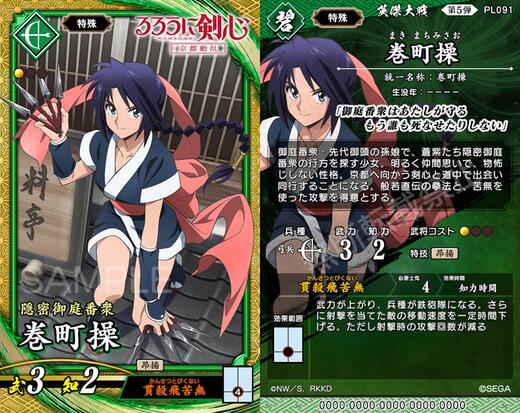 特殊
るろうに剣心
京都動乱
料亭
SAMPLE
隠密御庭番衆
巻町操
昂揚
武3 知2
かんさつとびくない
貫殺飛苦無
4
碧
特殊
英傑大戦
第5弾
PL091
まき まちみさお
巻町操
統一名称:巻町操
生没年----
「御庭番衆はあたしが守る
もう誰も死なせたりしない」
御庭番衆・先代御頭の孫娘で、蒼紫たち隠密御庭
番衆の行方を探す少女。明るく仲間思いで、物怖
じしない性格。京都へ向かう剣心と道中で出会い
同行することになる。般若直伝の拳法と、苦無を
使った攻撃を得意とする。
兵種 武力 知力 武将コスト
弓兵 3 2 特技 昂揚
かんさつとびくない 必要士気 効果時間
貫殺飛苦無 4 知力時間
効果範囲
武力が上がり、兵種が鉄砲隊になる。さら
に射撃を当てた敵の移動速度を一定時間下
げる。ただし射撃時の攻撃回数が減る
©NW/S, RKKD ©SEGA
0000-0000-0000-0000-0000